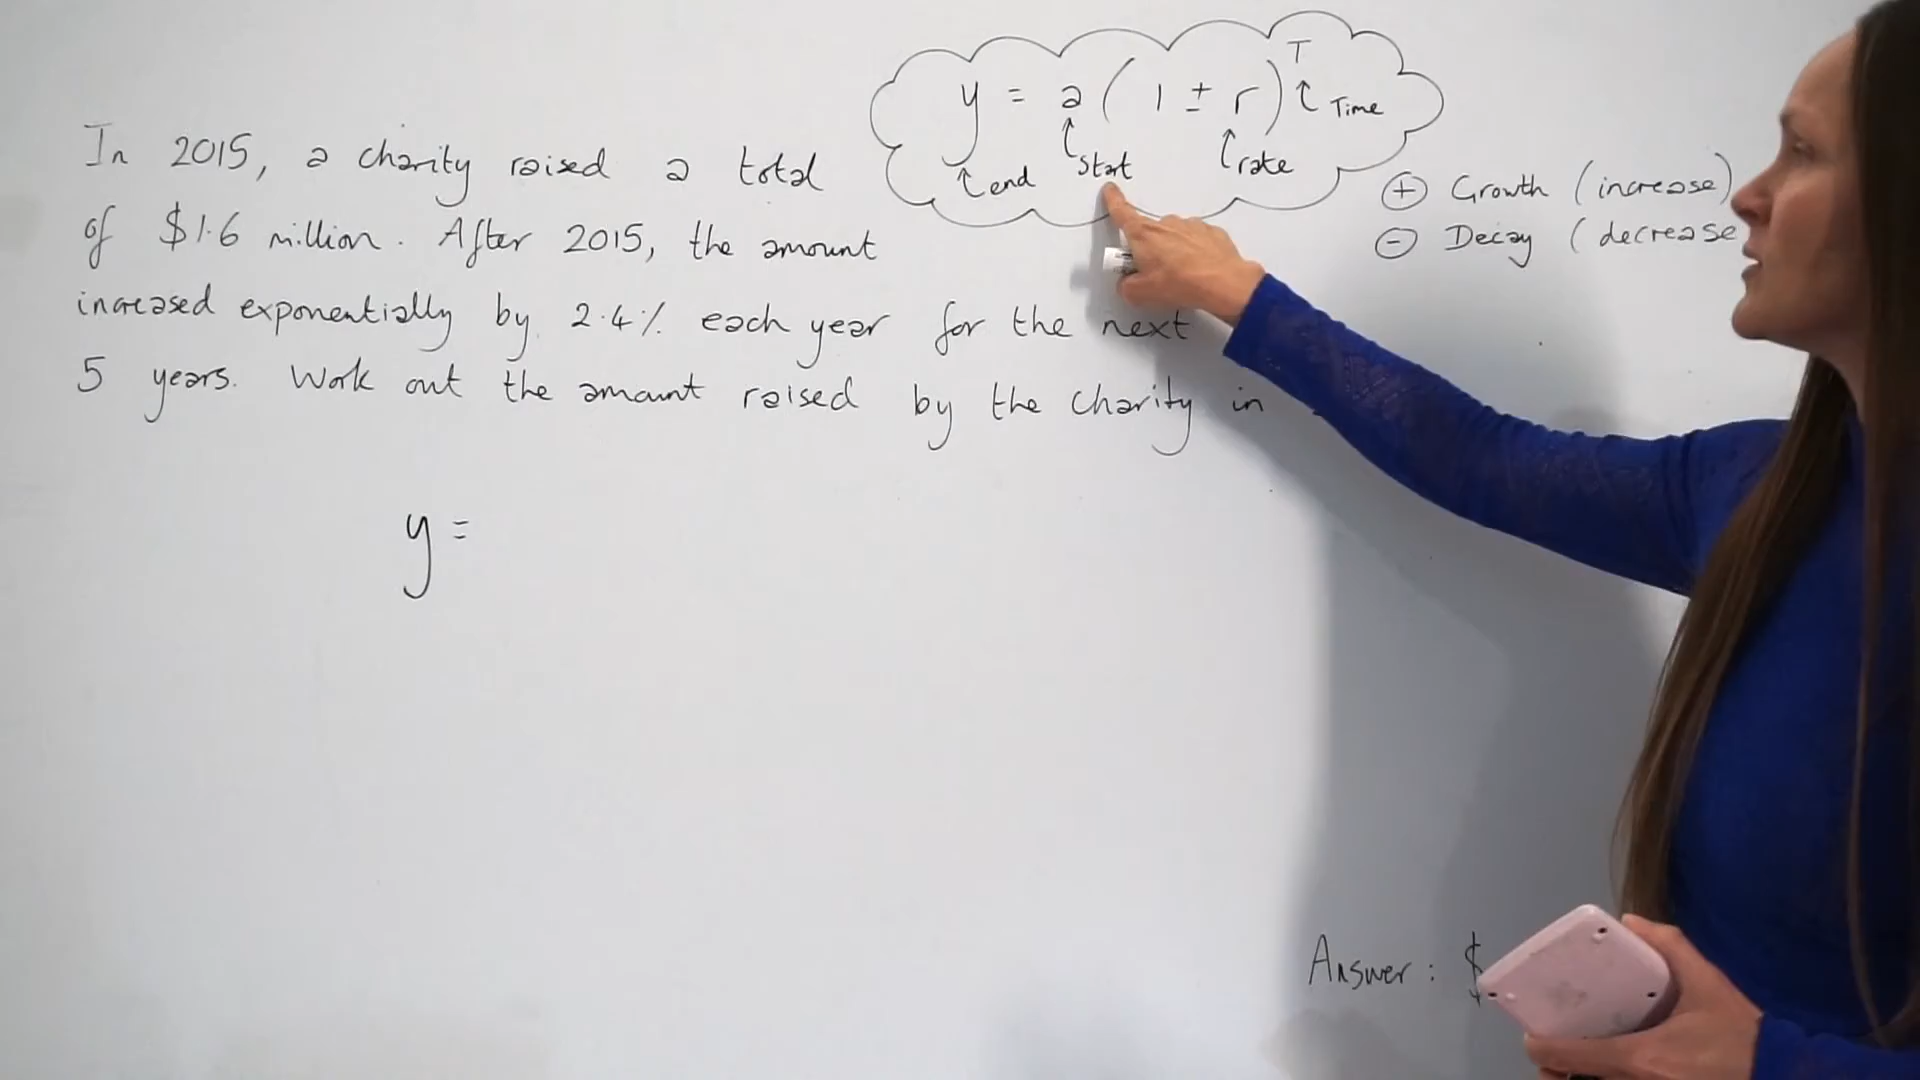 T
y = a ( 1 ± r ) Time
end start rate
In 2015, a charity raised a total
of $1.6 million. After 2015, the amount
increased exponentially by 2.4% each year for the next
5 years. Work out the amount raised by the charity in
+ Growth (increase)
- Decay (decrease
y =
Answer: $